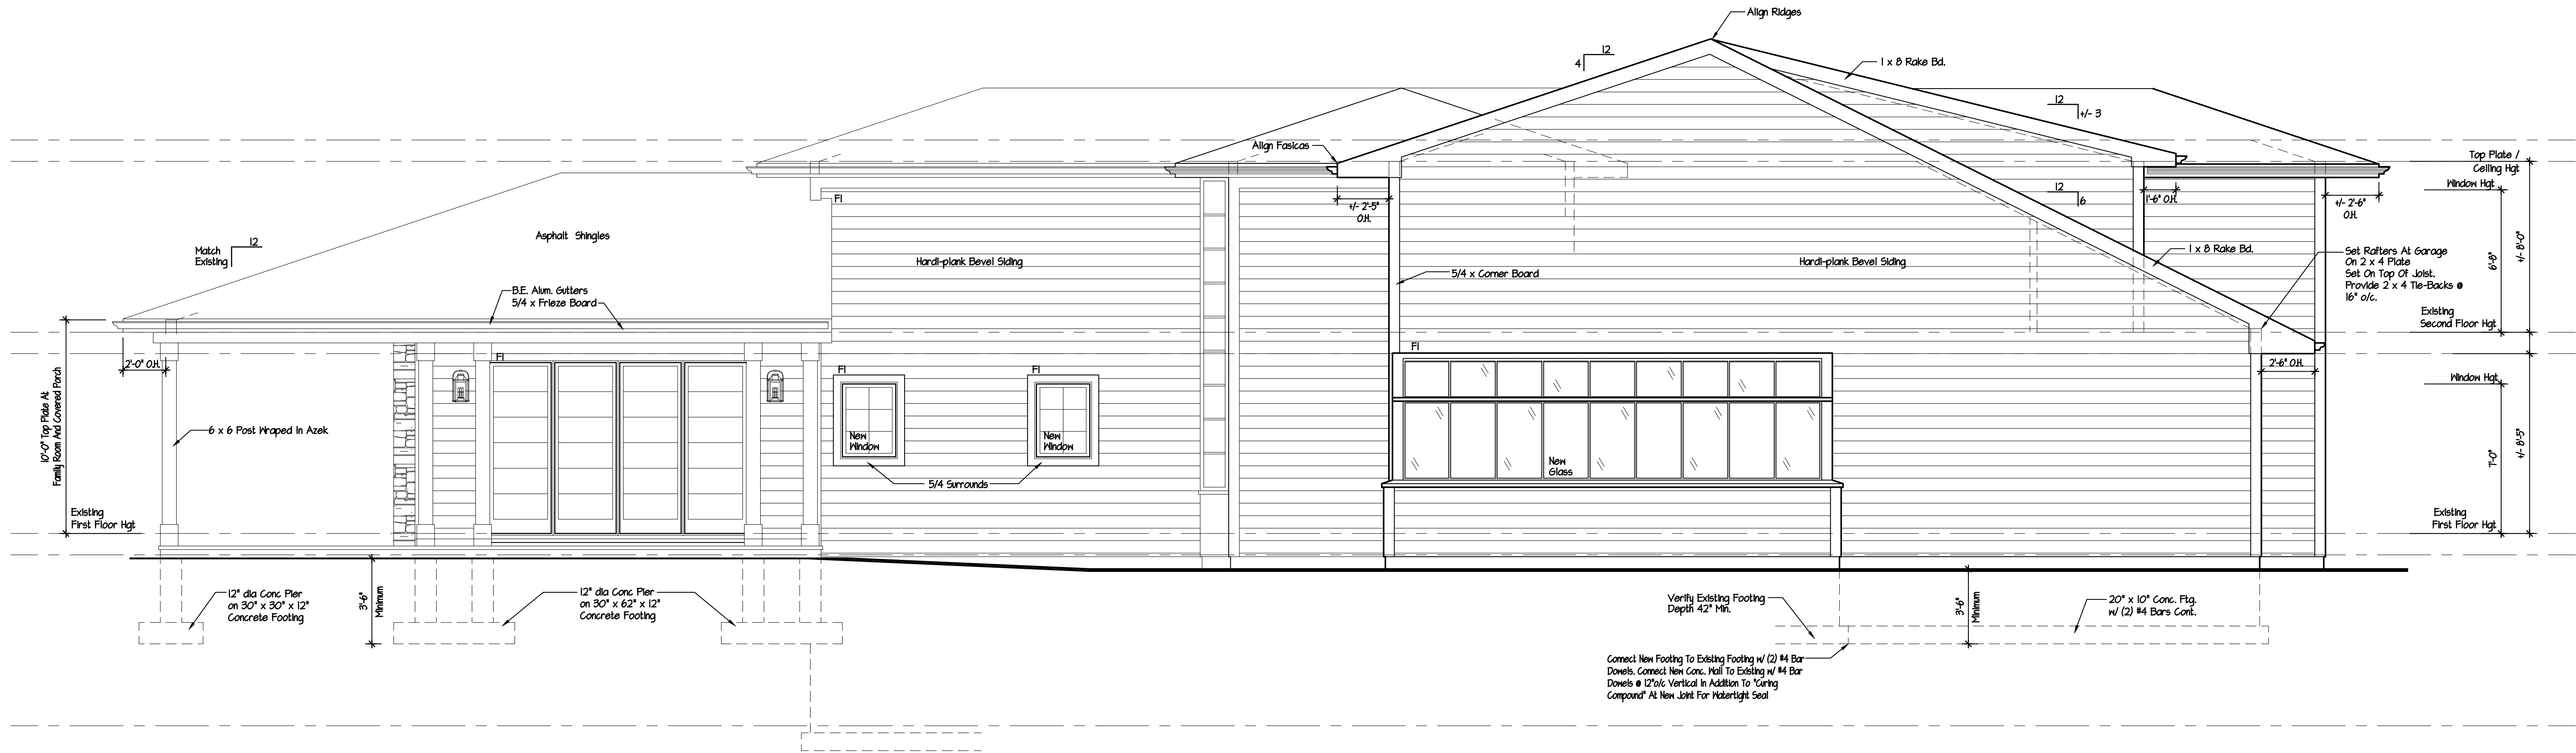 Align Ridges
12
4
1 x 8 Rake Bd.
12
+/- 3
Align Fasicas
Top Plate /
Ceiling Hgt
Window Hgt
F1
+/- 2'-5"
O.H.
12
6
1'-6" O.H.
+/- 2'-6"
O.H.
Asphalt Shingles
12
Match
Existing
Hardi-plank Bevel Siding
Hardi-plank Bevel Siding
1 x 8 Rake Bd.
5/4 x Corner Board
Set Rafters At Garage
On 2 x 4 Plate
Set On Top Of Joist.
Provide 2 x 4 Tie-Backs @
16" o/c.
6'-8"
+/- 8'-0"
B.E. Alum. Gutters
5/4 x Frieze Board
Existing
Second Floor Hgt
2'-0" O.H.
F1
F1
F1
F1
2'-6" O.H.
Window Hgt
10'-0" Top Plate At
Family Room And Covered Porch
6 x 6 Post Wraped In Azek
New
Window
New
Window
New
Glass
5/4 Surrounds
7'-0"
+/- 8'-5"
Existing
First Floor Hgt
Existing
First Floor Hgt
12" dia Conc Pier
on 30" x 30" x 12"
Concrete Footing
3'-6"
Minimum
12" dia Conc Pier
on 30" x 62" x 12"
Concrete Footing
Verify Existing Footing
Depth 42" Min.
3'-6"
Minimum
20" x 10" Conc. Ftg.
w/ (2) #4 Bars Cont.
Connect New Footing To Existing Footing w/ (2) #4 Bar
Dowels. Connect New Conc. Wall To Existing w/ #4 Bar
Dowels @ 12"o/c Vertical In Addition To "Curing
Compound" At New Joint For Watertight Seal